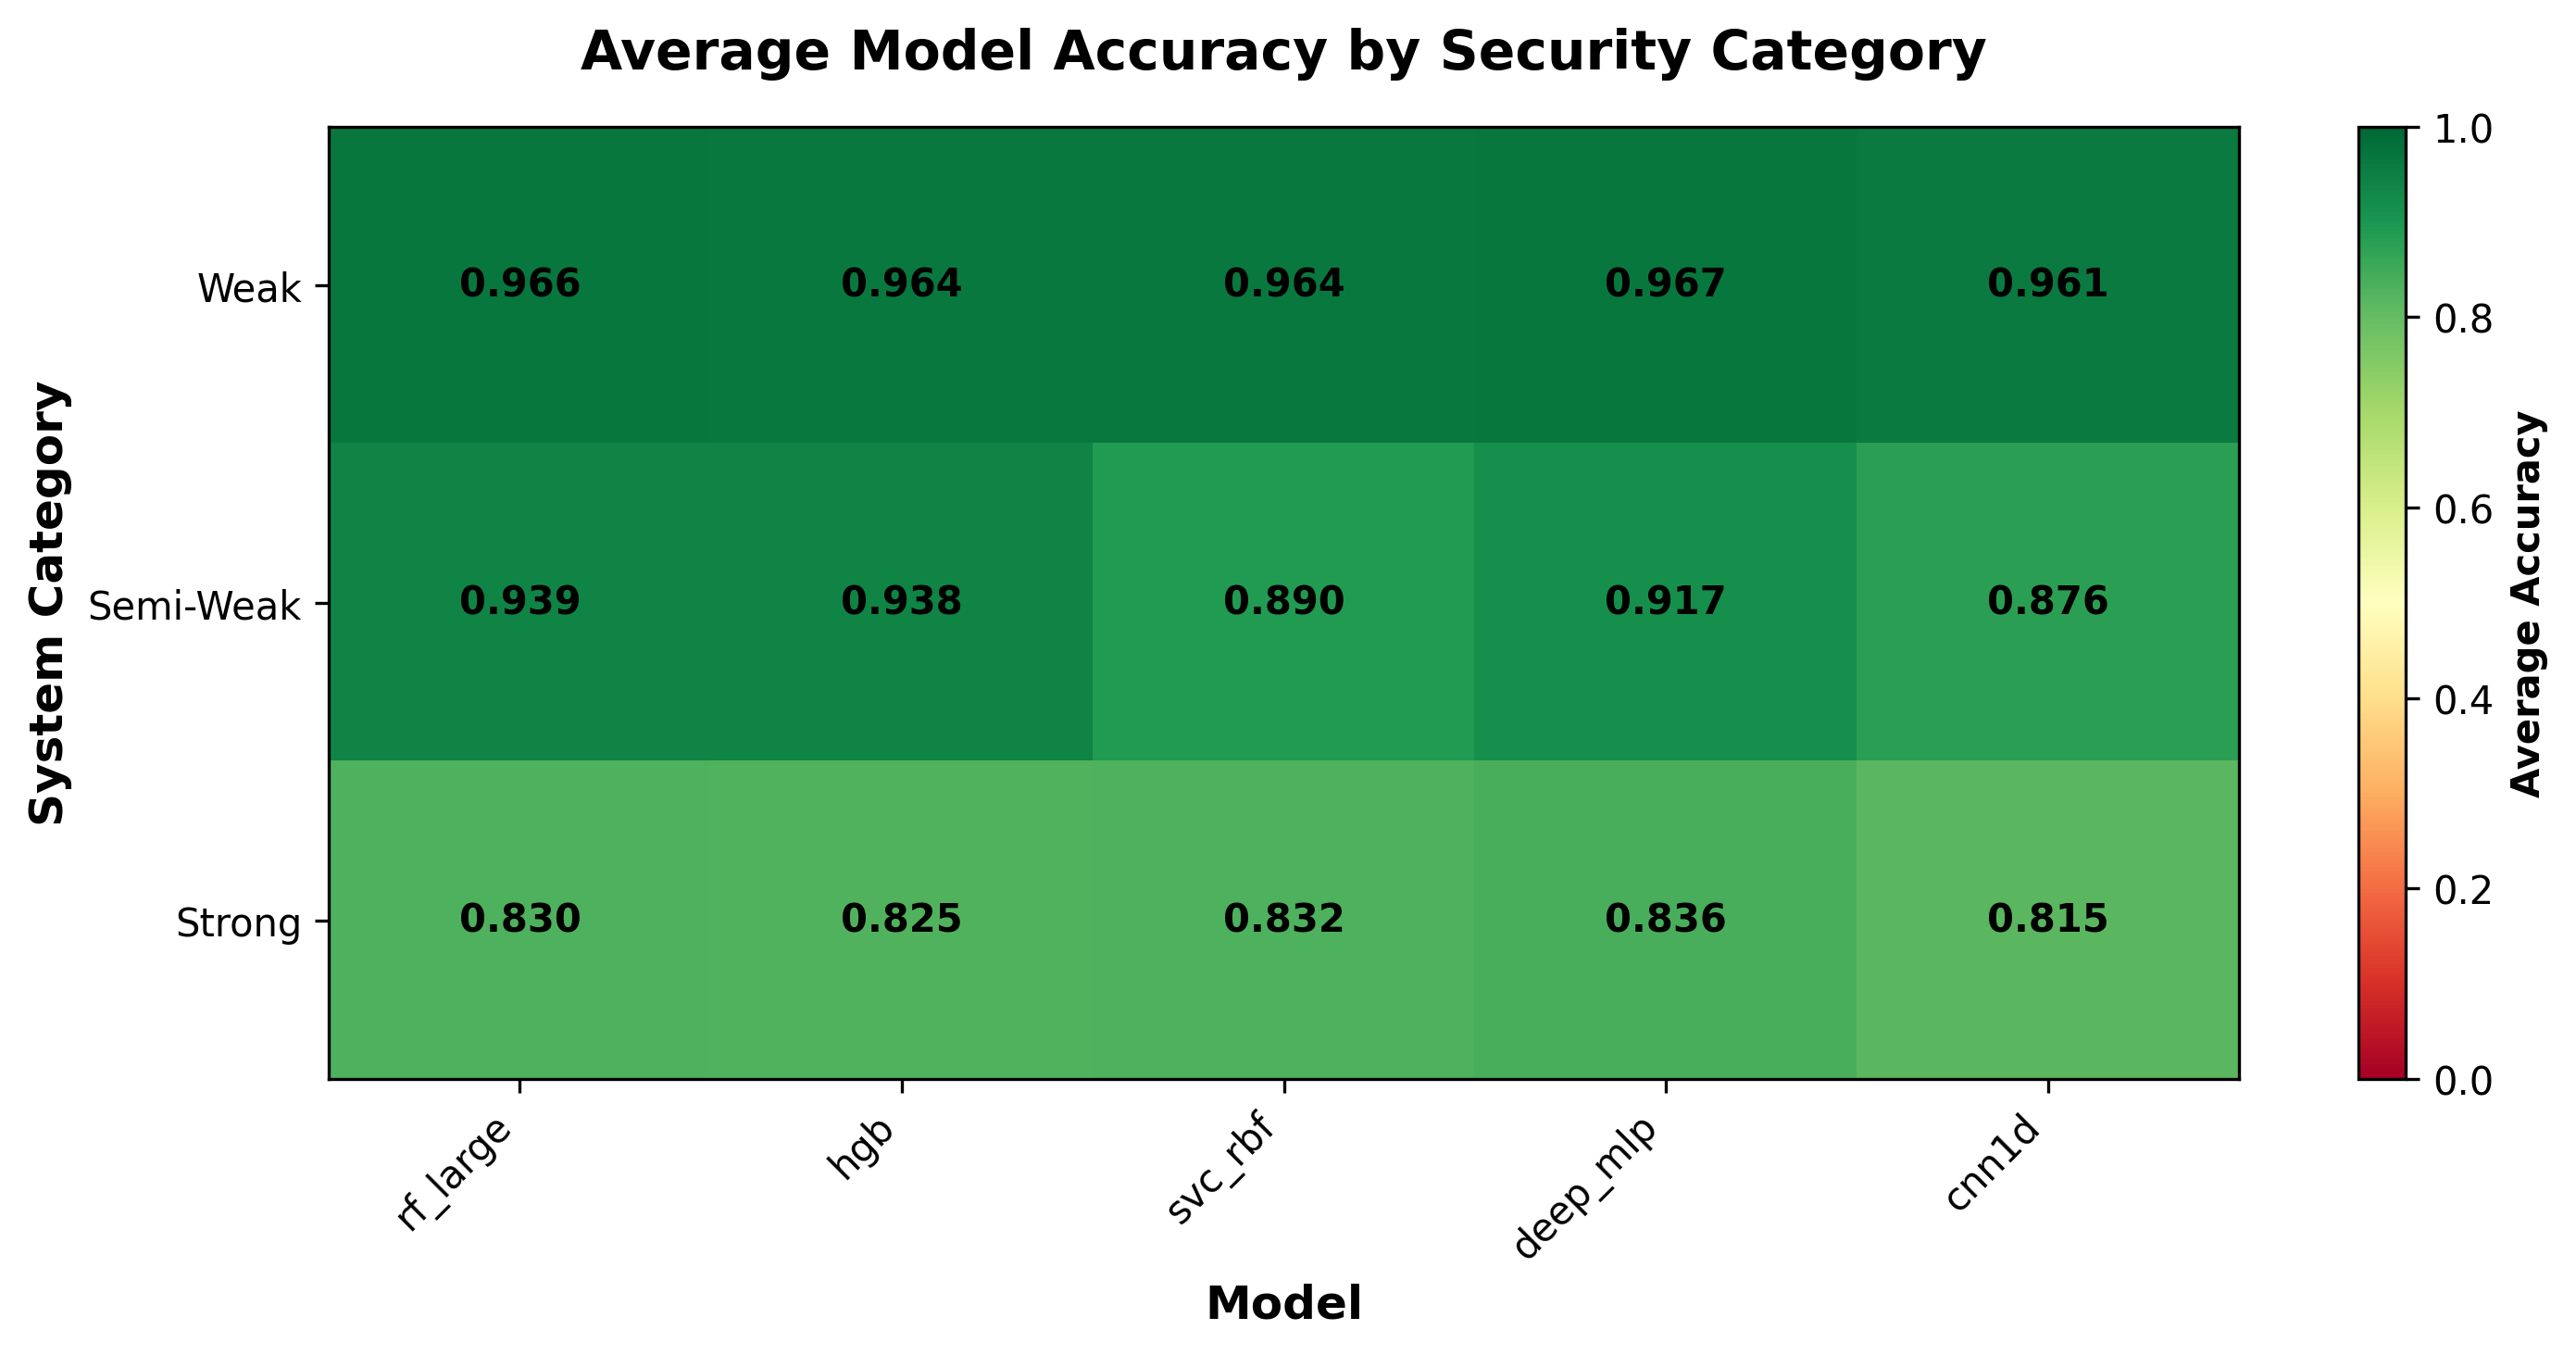 Average Model Accuracy by Security Category
System Category
Weak
0.966 0.964 0.964 0.967 0.961
Semi-Weak
0.939 0.938 0.890 0.917 0.876
Strong
0.830 0.825 0.832 0.836 0.815
rf_large
hgb
svc_rbf
deep_mlp
cnn1d
Model
1.0
0.8
0.6
0.4
0.2
0.0
Average Accuracy